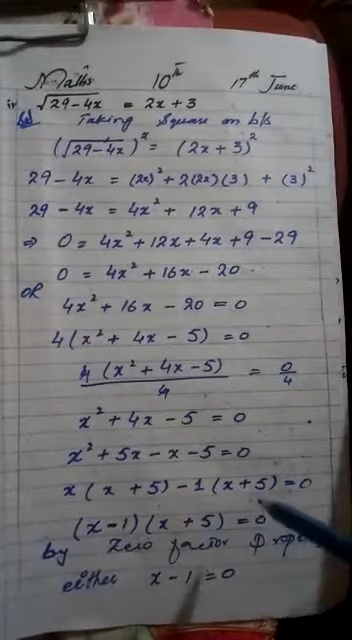 Maths 10th 17th June
iv √29-4x = 2x+3
Sol Taking Square on b/s
(√29-4x)² = (2x+3)²
29-4x = (2x)²+2(2x)(3) + (3)²
29-4x = 4x²+ 12x+9
⇒ 0 = 4x²+12x+4x+9-29
0 = 4x²+16x-20
OR
4x²+16x-20 = 0
4(x²+ 4x-5) = 0
4(x²+4x-5)/4 = 0/4
x²+4x-5 = 0
x²+5x-x-5=0
x(x+5)-1(x+5)=0
(x-1)(x+5)=0
by Zero factor
either x-1=0